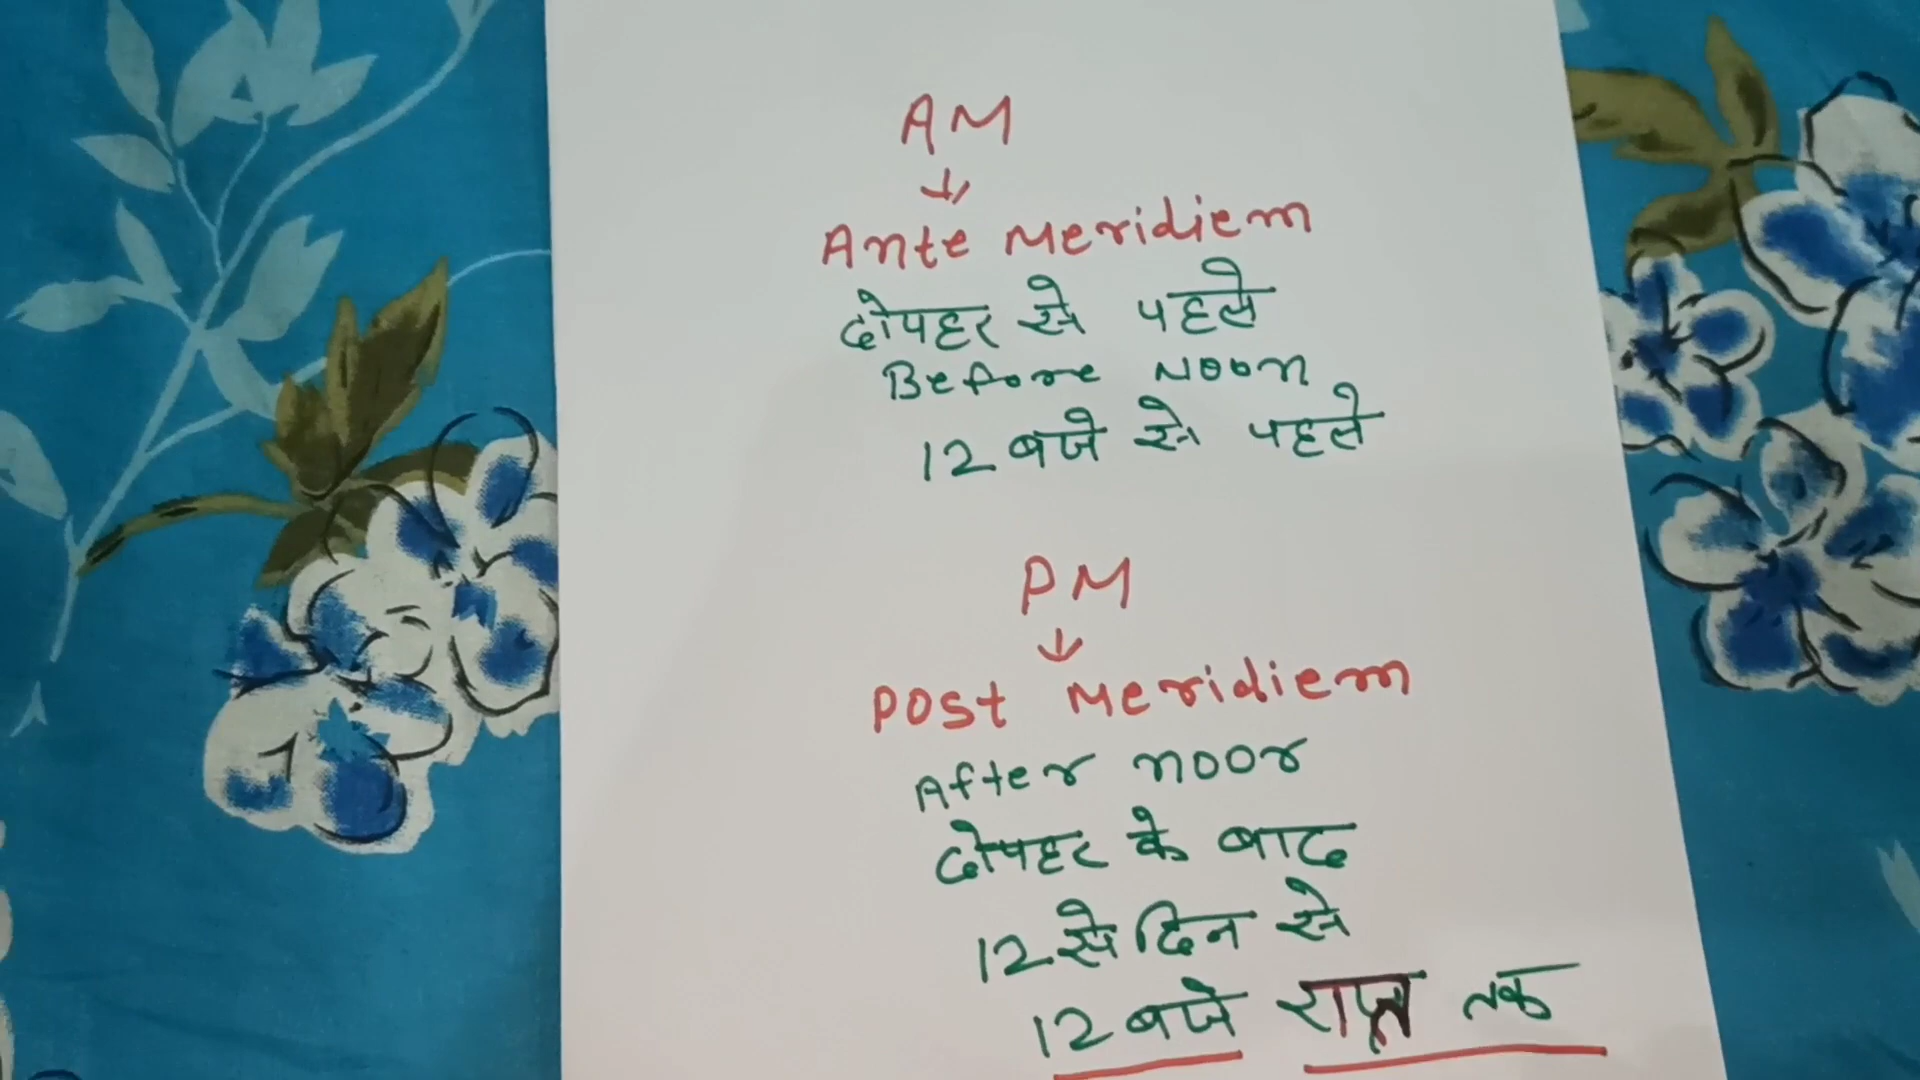 AM
↓
Ante Meridiem
दोपहर से पहले
Before Noon
12 बजे से पहले
PM
↓
Post Meridiem
After noor
दोपहर के बाद
12 से दिन से
12 बजे रात तक